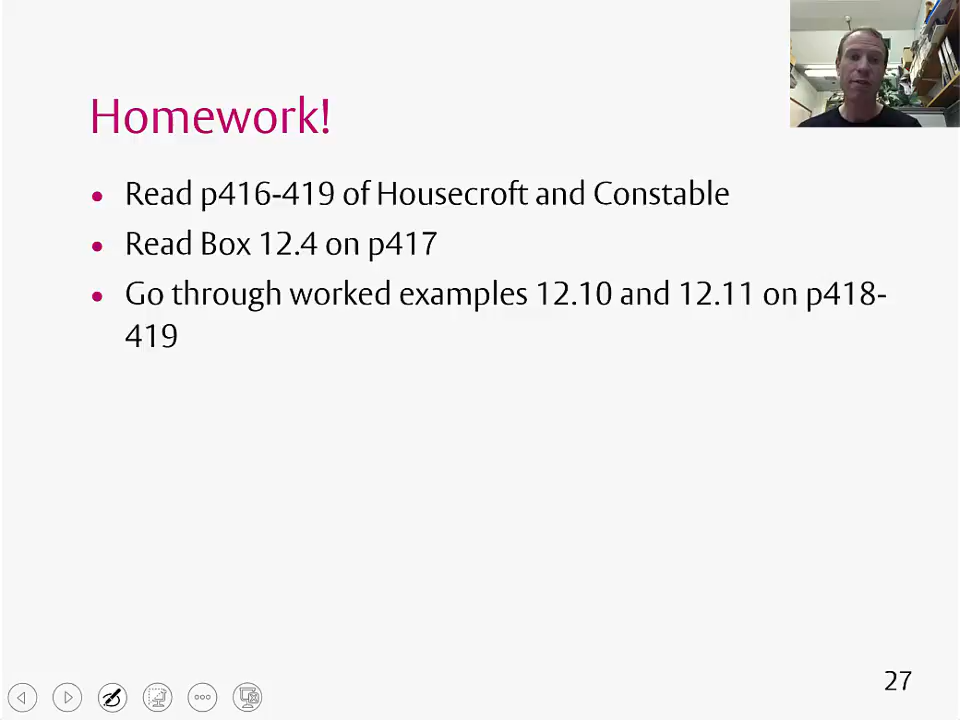 Homework!
• Read p416-419 of Housecroft and Constable
• Read Box 12.4 on p417
• Go through worked examples 12.10 and 12.11 on p418-
419
27